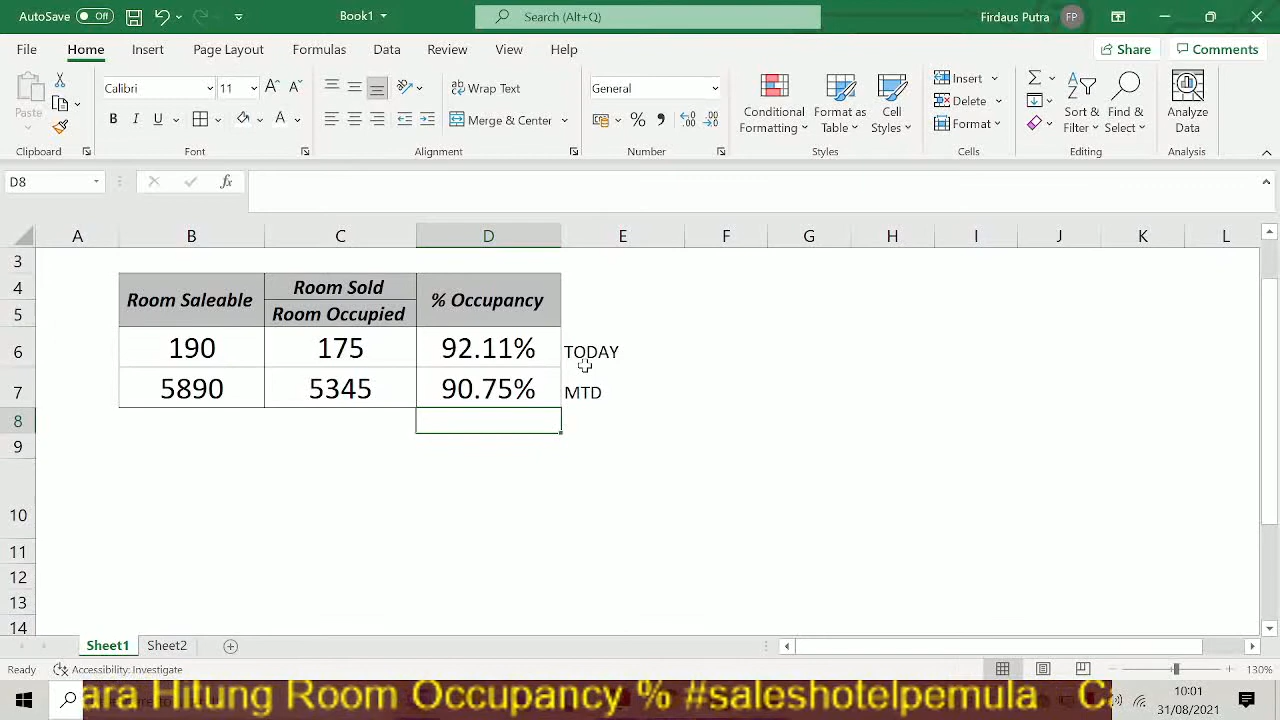 AutoSave Off Book1 Search (Alt+Q) Firdaus Putra FP
File Home Insert Page Layout Formulas Data Review View Help Share Comments
Paste Calibri 11 Wrap Text General Conditional Formatting Format as Table Cell Styles Insert Sort & Filter Find & Select Analyze Data
B I U A Merge & Center % Delete
Format
Clipboard Font Alignment Number Styles Cells Editing Analysis
D8 fx
A B C D E F G H I J K L
3
4 Room Saleable Room Sold % Occupancy
5 Room Occupied
6 190 175 92.11% TODAY
7 5890 5345 90.75% MTD
8
9
10
11
12
13
14
Sheet1 Sheet2
Ready Accessibility: Investigate 130%
ara Hitung Room Occupancy % #saleshotelpemula Ca
10:01
31/08/2021